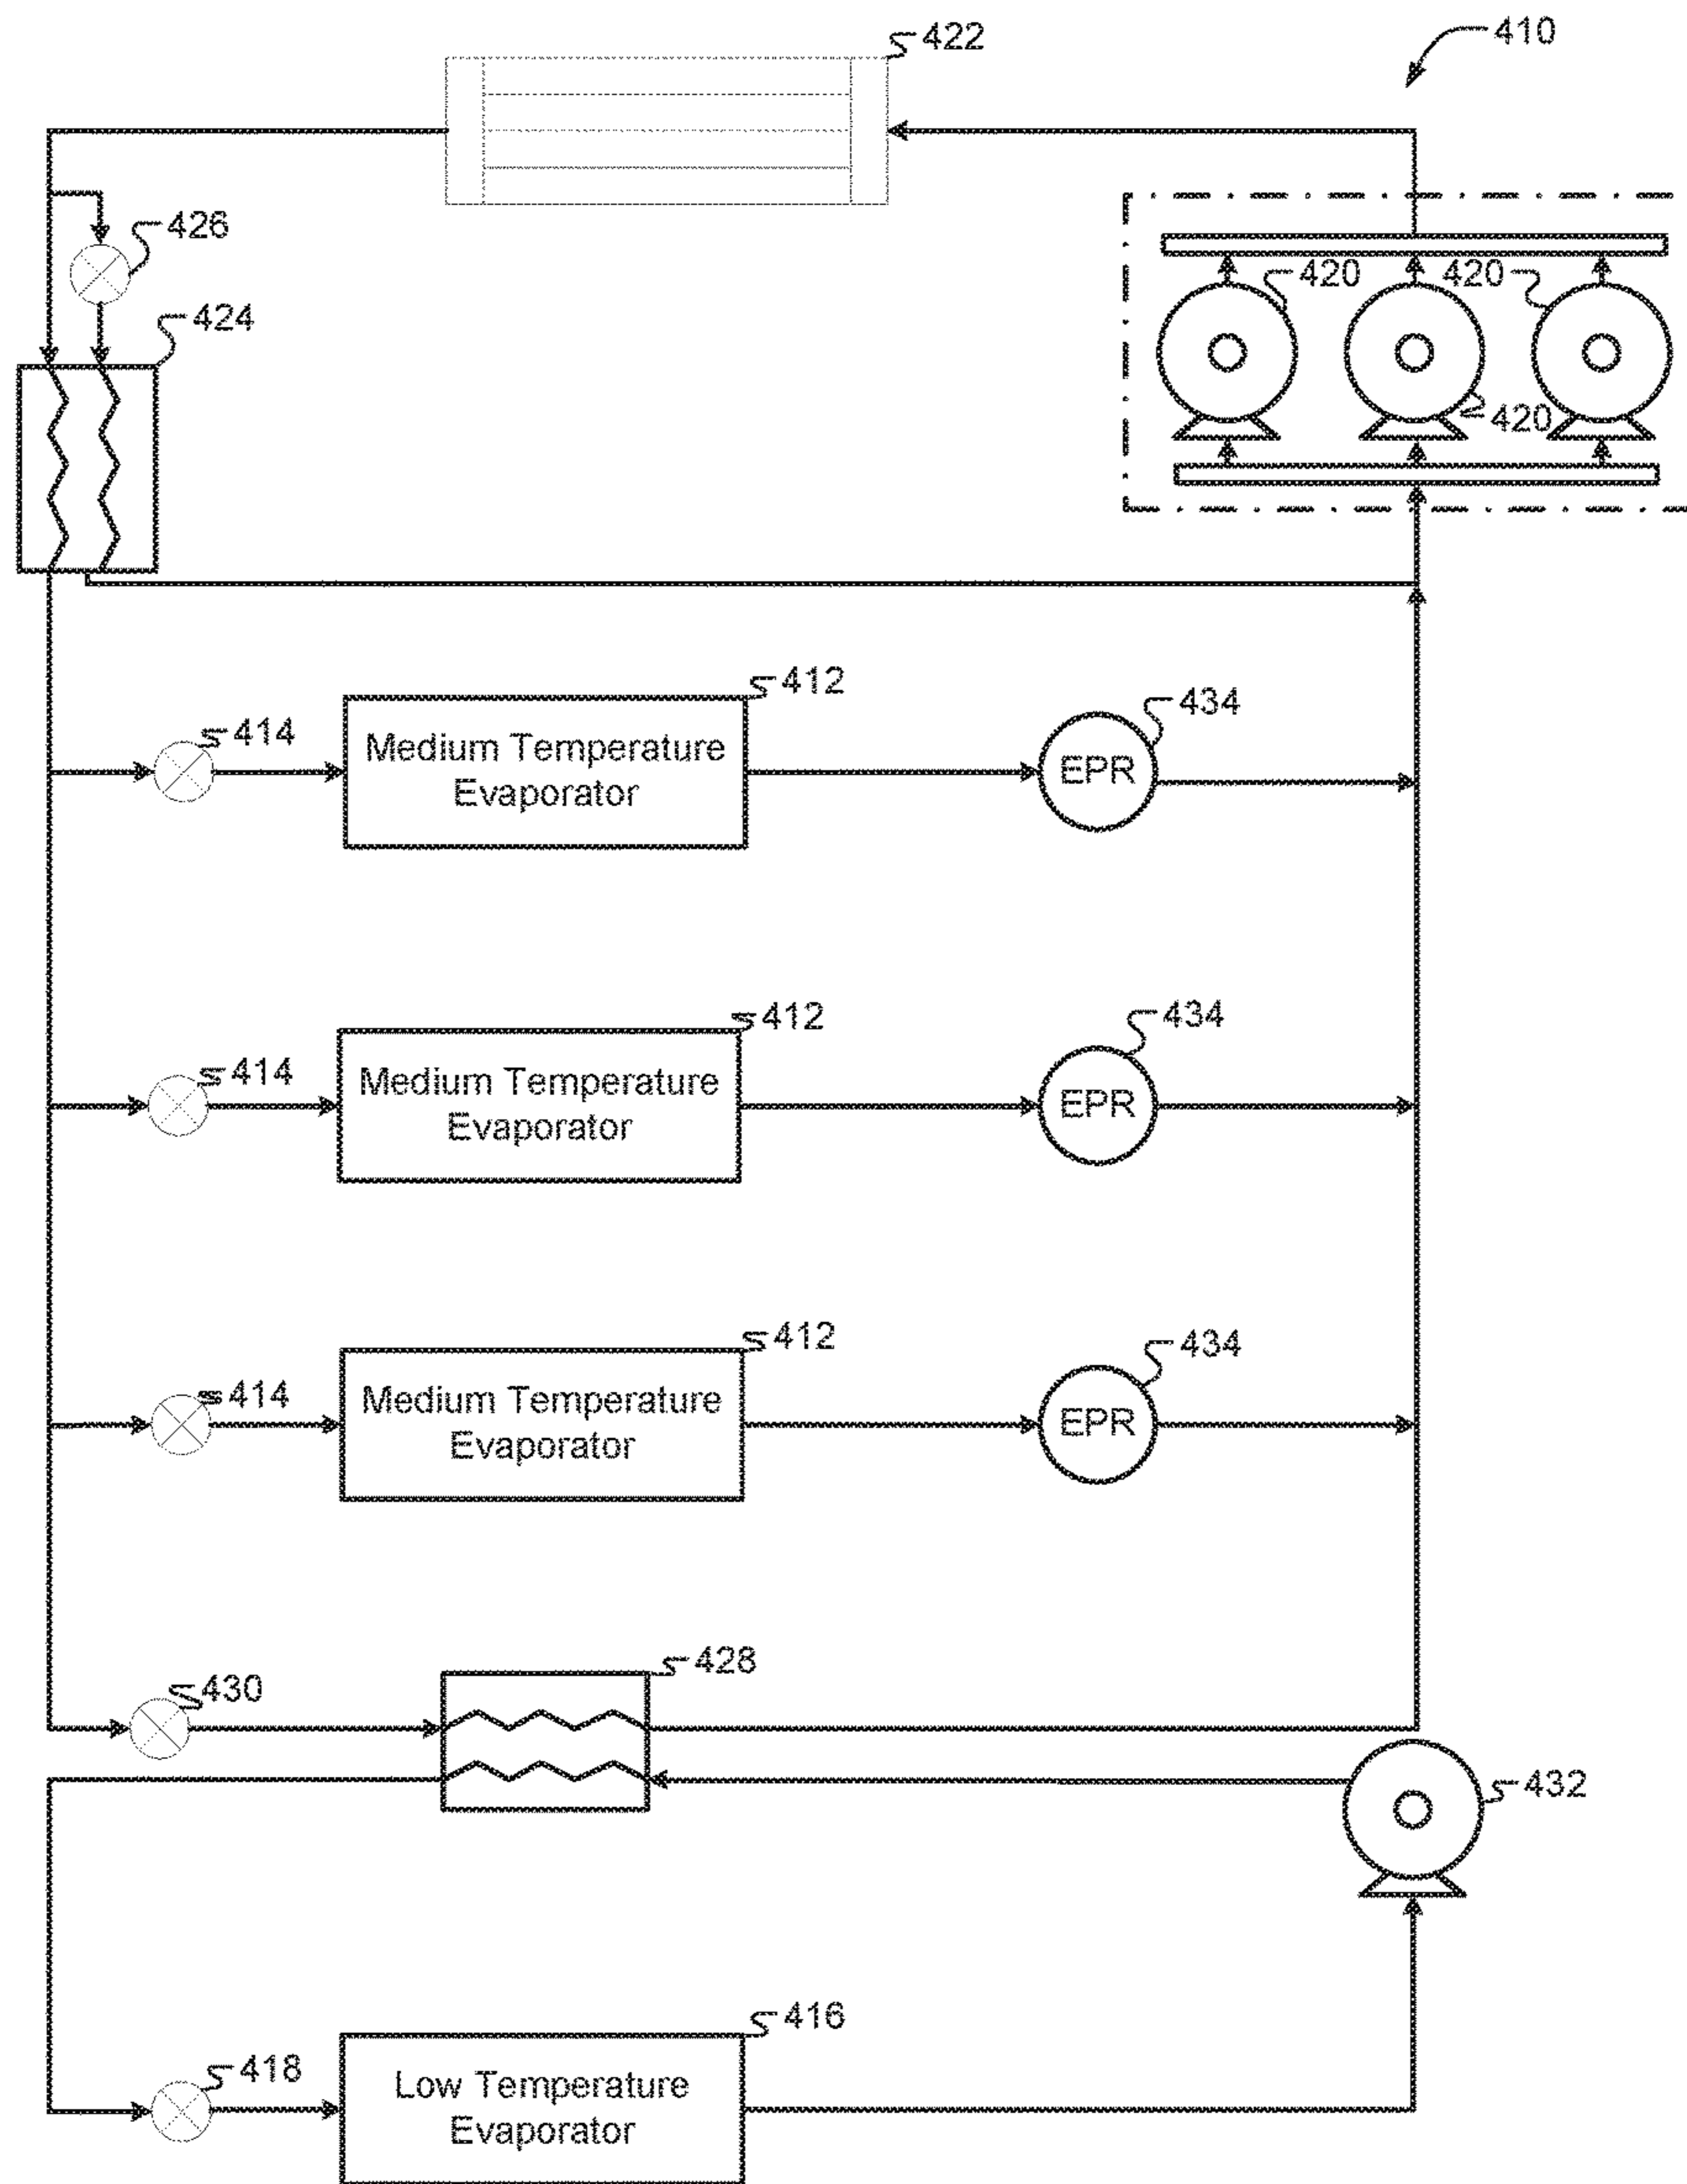 422
410
426
420
420
424
420
412
434
414
Medium Temperature
Evaporator
EPR
412
434
414
Medium Temperature
Evaporator
EPR
412
434
414
Medium Temperature
Evaporator
EPR
428
430
432
416
418
Low Temperature
Evaporator